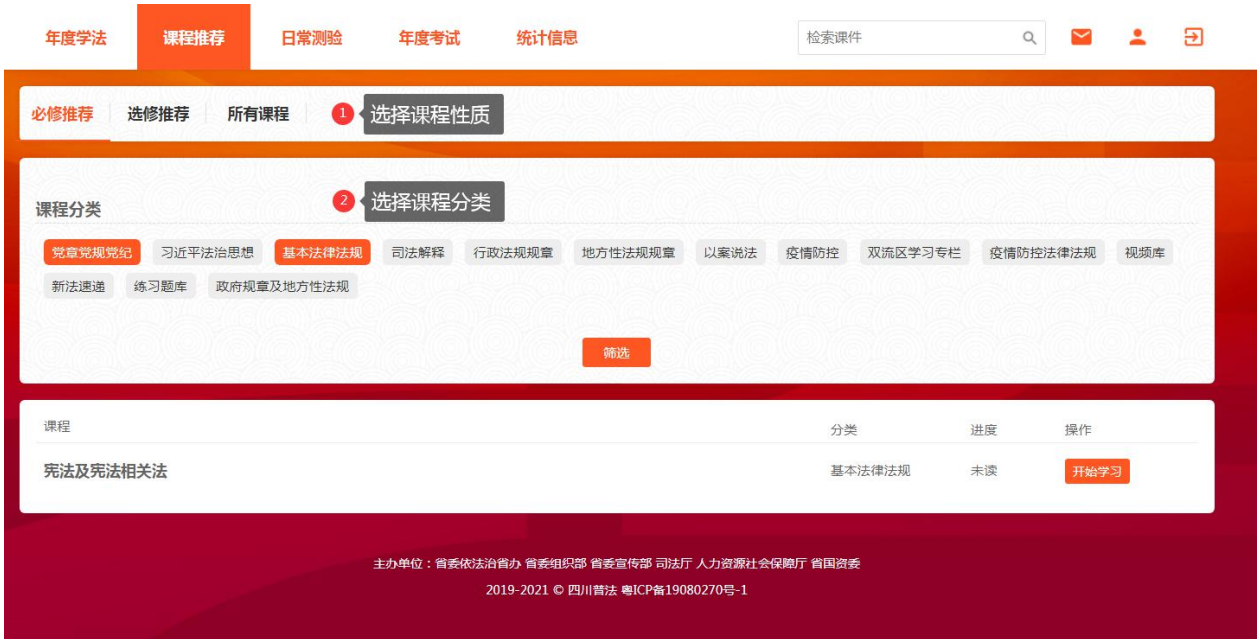 年度学法 课程推荐 日常测验 年度考试 统计信息 检索课件
必修推荐 选修推荐 所有课程 1 选择课程性质
课程分类 2 选择课程分类
党章党规党纪 习近平法治思想 基本法律法规 司法解释 行政法规规章 地方性法规规章 以案说法 疫情防控 双流区学习专栏 疫情防控法律法规 视频库
新法速递 练习题库 政府规章及地方性法规
筛选
课程 分类 进度 操作
宪法及宪法相关法 基本法律法规 未读 开始学习
主办单位：省委依法治省办 省委组织部 省委宣传部 司法厅 人力资源社会保障厅 省国资委
2019-2021 © 四川普法 粤ICP备19080270号-1